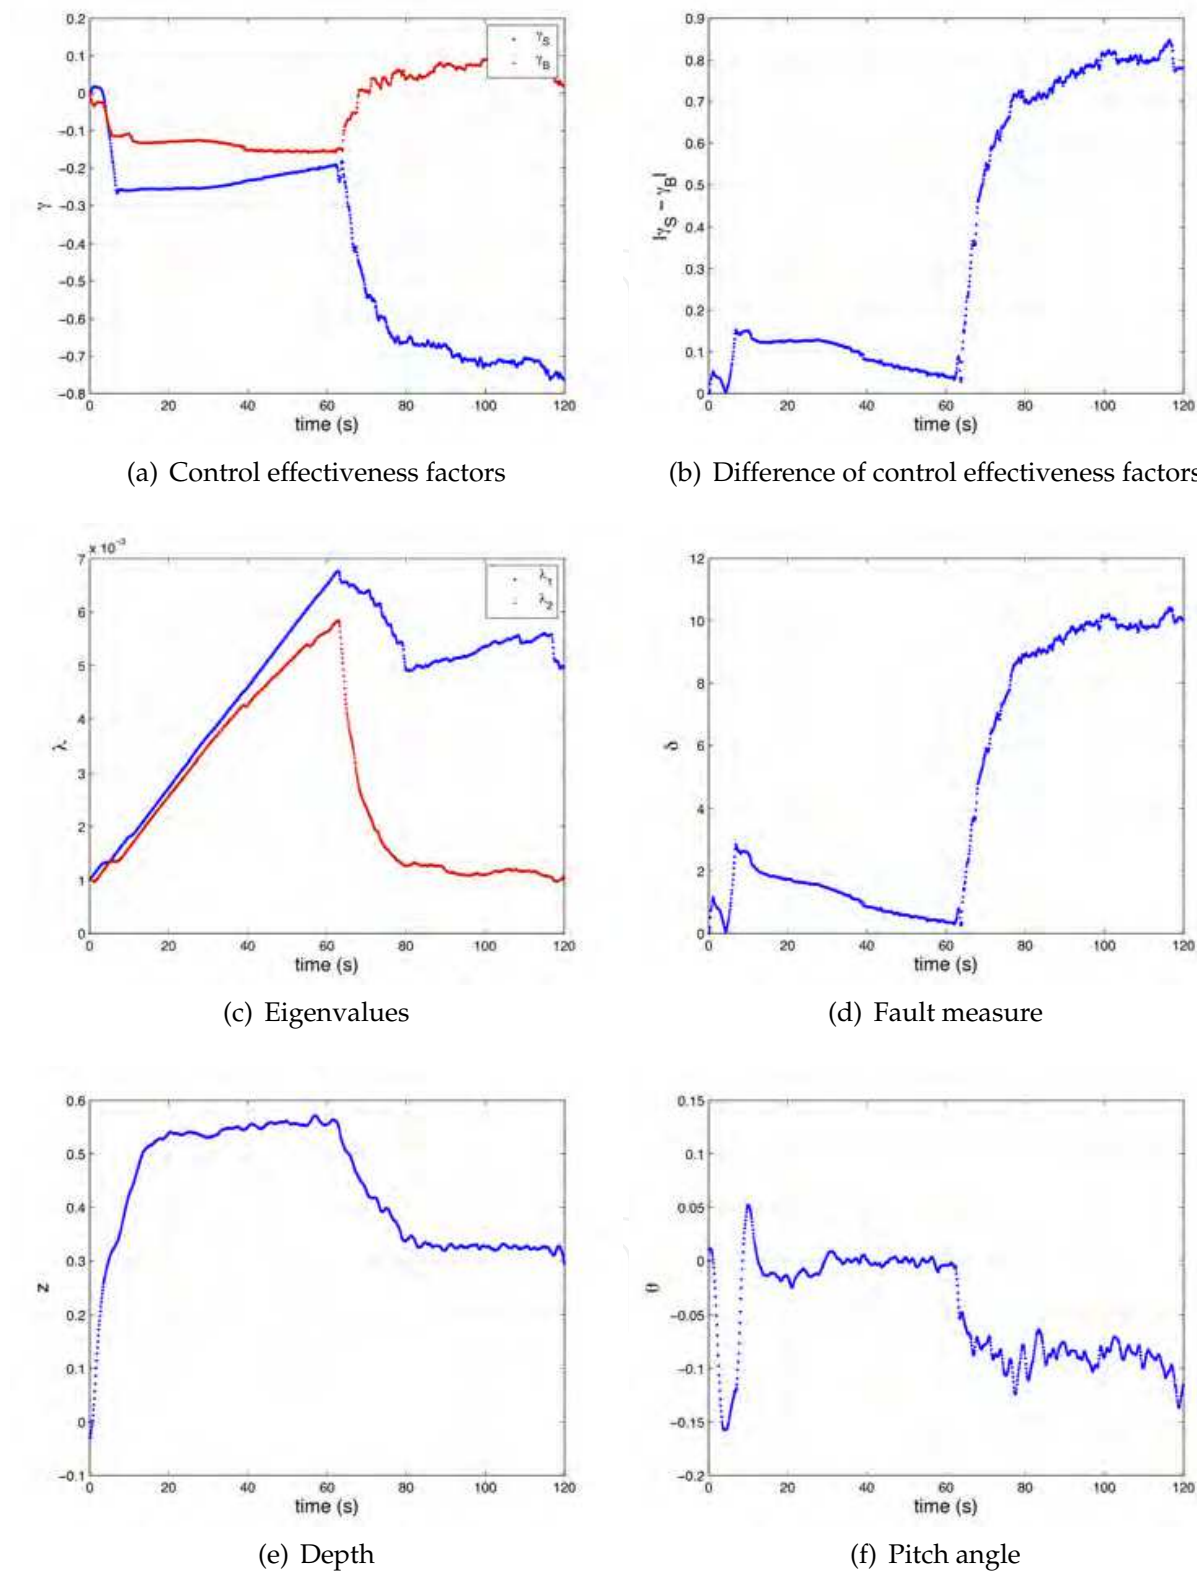 0.2
0.1
0
−0.1
−0.2
−0.3
−0.4
−0.5
−0.6
−0.7
−0.8
γ
γS
γB
0 20 40 60 80 100 120
time (s)
(a) Control effectiveness factors
0.9
0.8
0.7
0.6
0.5
0.4
0.3
0.2
0.1
0
|γS − γB|
0 20 40 60 80 100 120
time (s)
(b) Difference of control effectiveness factors
x 10−3
7
6
5
4
3
2
1
0
λ
λ1
λ2
0 20 40 60 80 100 120
time (s)
(c) Eigenvalues
12
10
8
6
4
2
0
δ
0 20 40 60 80 100 120
time (s)
(d) Fault measure
0.6
0.5
0.4
0.3
0.2
0.1
0
−0.1
z
0 20 40 60 80 100 120
time (s)
(e) Depth
0.15
0.1
0.05
0
−0.05
−0.1
−0.15
−0.2
θ
0 20 40 60 80 100 120
time (s)
(f) Pitch angle